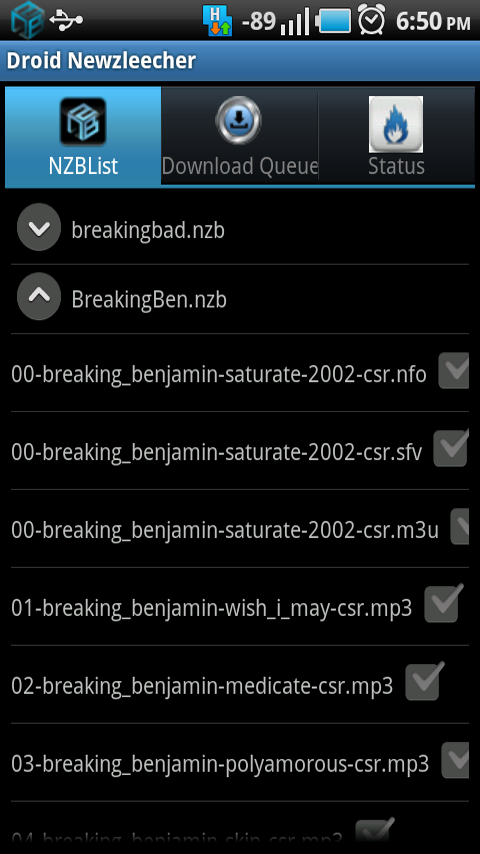 H -89 6:50 PM
Droid Newzleecher
NZBList Download Queue Status
breakingbad.nzb
BreakingBen.nzb
00-breaking_benjamin-saturate-2002-csr.nfo
00-breaking_benjamin-saturate-2002-csr.sfv
00-breaking_benjamin-saturate-2002-csr.m3u
01-breaking_benjamin-wish_i_may-csr.mp3
02-breaking_benjamin-medicate-csr.mp3
03-breaking_benjamin-polyamorous-csr.mp3
04-breaking_benjamin-skin-csr.mp3